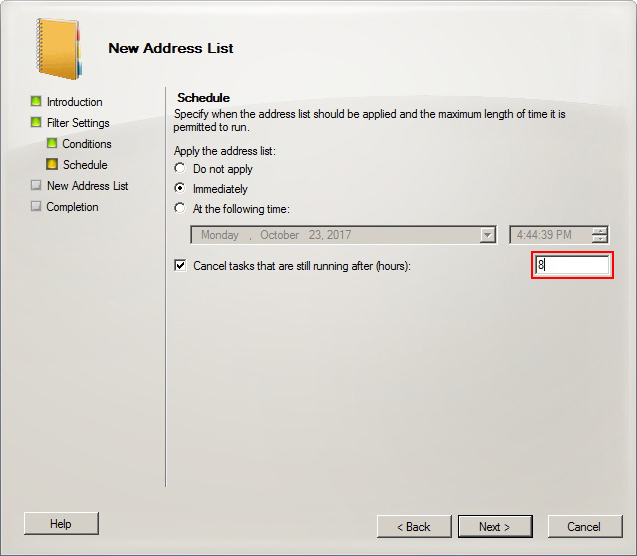 New Address List
Introduction
Filter Settings
Conditions
Schedule
New Address List
Completion
Schedule
Specify when the address list should be applied and the maximum length of time it is
permitted to run.
Apply the address list:
Do not apply
Immediately
At the following time:
Monday , October 23, 2017 4:44:39 PM
Cancel tasks that are still running after (hours): 8
Help < Back Next > Cancel